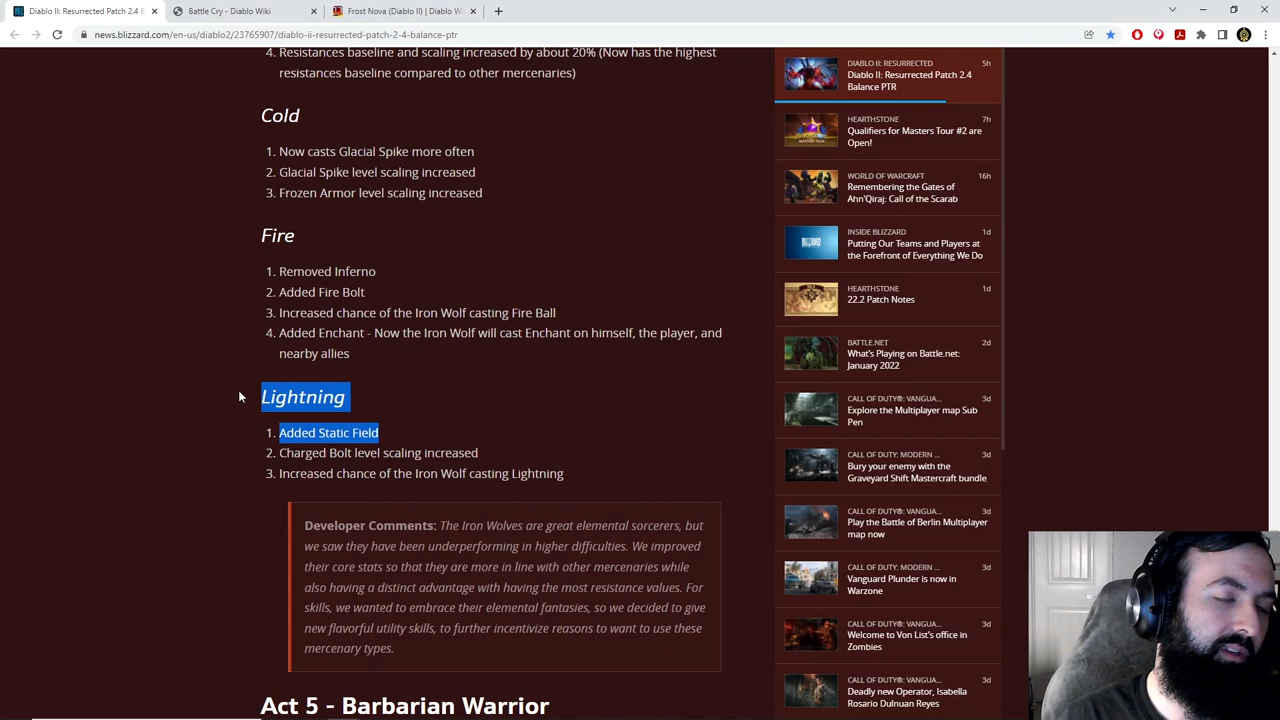 Diablo II: Resurrected Patch 2.4 B
Battle Cry - Diablo Wiki
Frost Nova (Diablo II) | Diablo W
news.blizzard.com/en-us/diablo2/23765907/diablo-ii-resurrected-patch-2-4-balance-ptr
4. Resistances baseline and scaling increased by about 20% (Now has the highest
resistances baseline compared to other mercenaries)
Cold
1. Now casts Glacial Spike more often
2. Glacial Spike level scaling increased
3. Frozen Armor level scaling increased
Fire
1. Removed Inferno
2. Added Fire Bolt
3. Increased chance of the Iron Wolf casting Fire Ball
4. Added Enchant - Now the Iron Wolf will cast Enchant on himself, the player, and
nearby allies
Lightning
1. Added Static Field
2. Charged Bolt level scaling increased
3. Increased chance of the Iron Wolf casting Lightning
Developer Comments: The Iron Wolves are great elemental sorcerers, but
we saw they have been underperforming in higher difficulties. We improved
their core stats so that they are more in line with other mercenaries while
also having a distinct advantage with having the most resistance values. For
skills, we wanted to embrace their elemental fantasies, so we decided to give
new flavorful utility skills, to further incentivize reasons to want to use these
mercenary types.
Act 5 - Barbarian Warrior
DIABLO II: RESURRECTED 5h
Diablo II: Resurrected Patch 2.4
Balance PTR
HEARTHSTONE 7h
Qualifiers for Masters Tour #2 are
Open!
WORLD OF WARCRAFT 16h
Remembering the Gates of
Ahn'Qiraj: Call of the Scarab
INSIDE BLIZZARD 1d
Putting Our Teams and Players at
the Forefront of Everything We Do
HEARTHSTONE 1d
22.2 Patch Notes
BATTLE.NET 2d
What's Playing on Battle.net:
January 2022
CALL OF DUTY®: VANGUA... 3d
Explore the Multiplayer map Sub
Pen
CALL OF DUTY: MODERN ... 3d
Bury your enemy with the
Graveyard Shift Mastercraft bundle
CALL OF DUTY®: VANGUA... 3d
Play the Battle of Berlin Multiplayer
map now
CALL OF DUTY: MODERN ... 3d
Vanguard Plunder is now in
Warzone
CALL OF DUTY®: VANGUA... 3d
Welcome to Von List's office in
Zombies
CALL OF DUTY®: VANGUA... 3d
Deadly new Operator, Isabella
Rosario Dulnuan Reyes